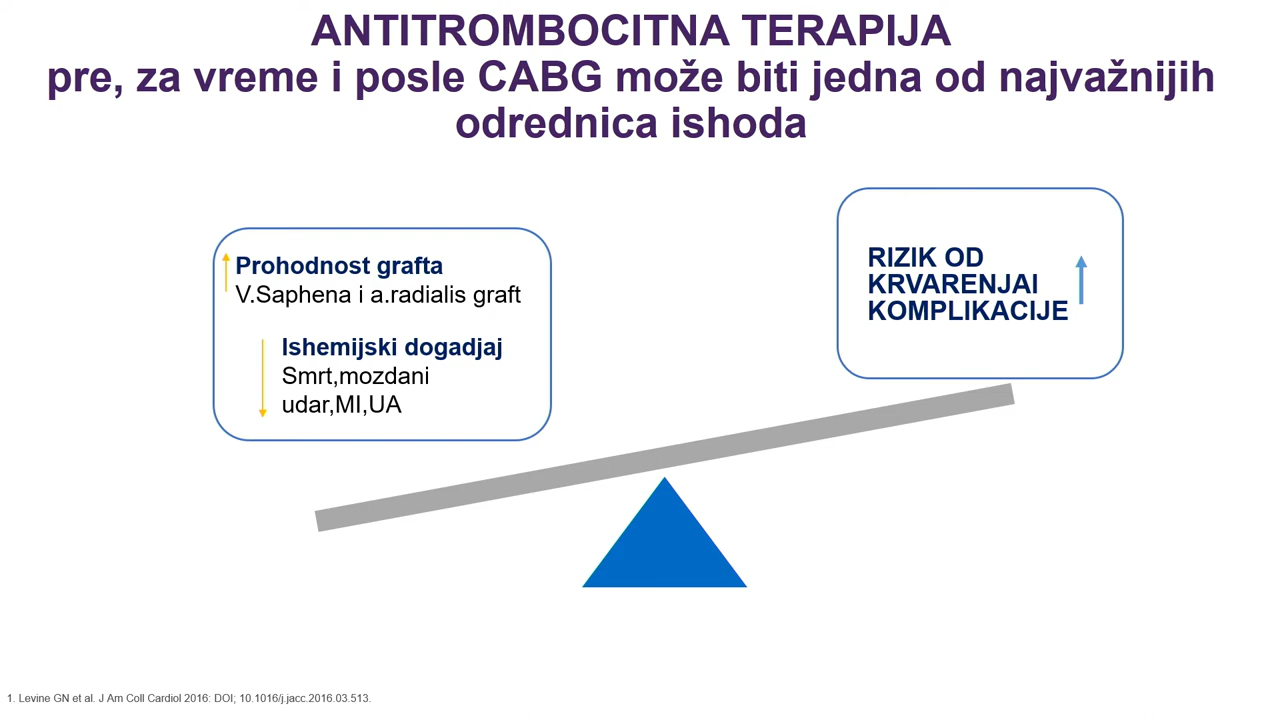 ANTITROMBOCITNA TERAPIJA
pre, za vreme i posle CABG može biti jedna od najvažnijih
odrednica ishoda
Prohodnost grafta
V.Saphena i a.radialis graft
Ishemijski dogadjaj
Smrt,mozdani
udar,MI,UA
RIZIK OD
KRVARENJAI
KOMPLIKACIJE
1. Levine GN et al. J Am Coll Cardiol 2016: DOI; 10.1016/j.jacc.2016.03.513.